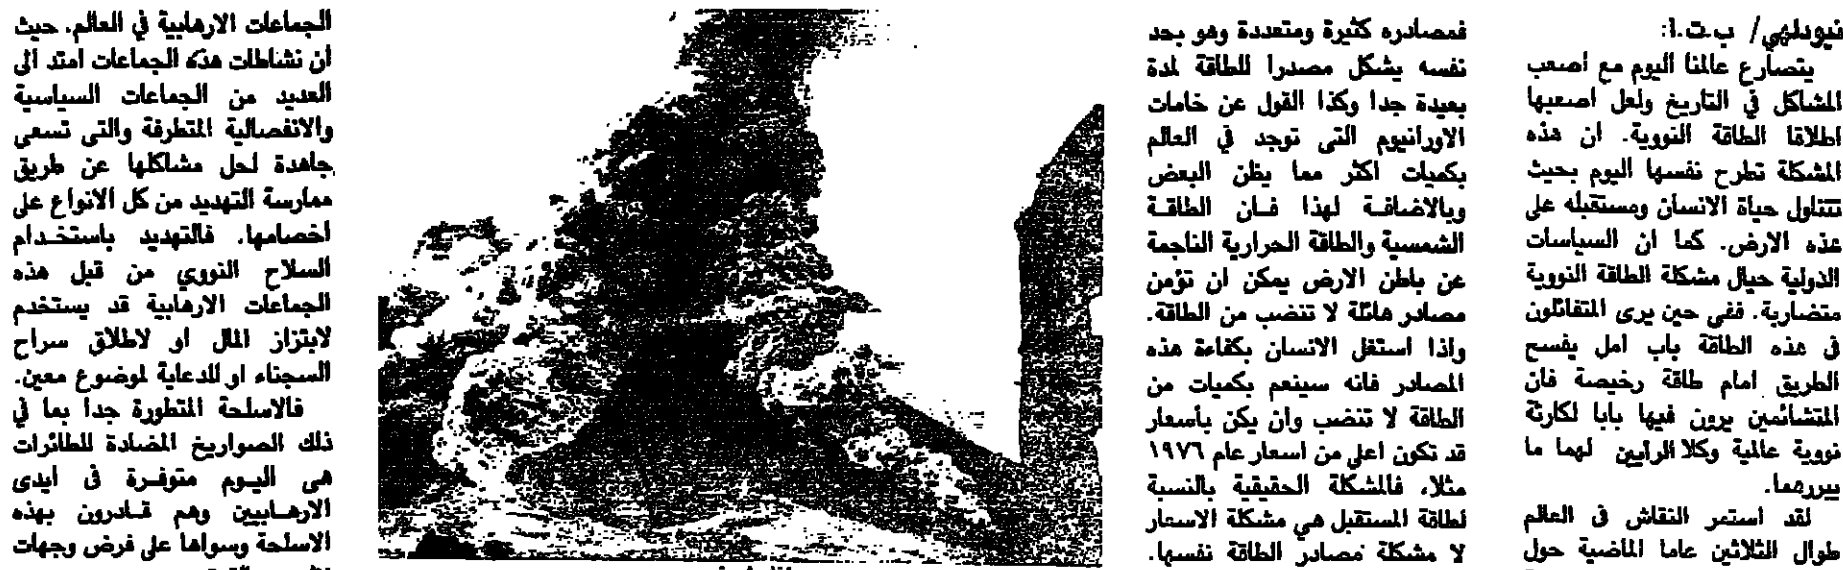 نيودلهي/ ب.ت.ا:
يتصارع عالمنا اليوم مع اصعب
المشاكل في التاريخ ولعل اصعبها
اطلاقا الطاقة النووية. ان هذه
المشكلة تطرح نفسها اليوم بحيث
تتناول حياة الانسان ومستقبله على
هذه الارض. كما ان السياسات
الدولية حيال مشكلة الطاقة النووية
متضاربة. ففى حين يرى المتفائلون
فى هذه الطاقة باب امل يفسح
الطريق امام طاقة رخيصة فان
المتشائمين يرون فيها بابا لكارثة
نووية عالمية وكلا الرايين لهما ما
يبررهما.
لقد استمر النقاش فى العالم
طوال الثلاثين عاما الماضية حول
فمصادره كثيرة ومتعددة وهو بحد
نفسه يشكل مصدرا للطاقة لمدة
بعيدة جدا وكذا القول عن خامات
الاورانيوم التى توجد في العالم
بكميات اكثر مما يظن البعض
وبالاضافة لهذا فان الطاقة
الشمسية والطاقة الحرارية الناجمة
عن باطن الارض يمكن ان تؤمن
مصادر هائلة لا تنضب من الطاقة.
واذا استغل الانسان بكفاءة هذه
المصادر فانه سينعم بكميات من
الطاقة لا تنضب وان يكن بأسعار
قد تكون اعلى من اسعار عام ١٩٧٦
مثلا، فالمشكلة الحقيقية بالنسبة
لطاقة المستقبل هي مشكلة الاسعار
لا مشكلة مصادر الطاقة نفسها.
الجماعات الارهابية في العالم. حيث
ان نشاطات هذه الجماعات امتد الى
العديد من الجماعات السياسية
والانفصالية المتطرفة والتى تسعى
جاهدة لحل مشاكلها عن طريق
ممارسة التهديد من كل الانواع على
اخصامها. فالتهديد باستخدام
السلاح النووي من قبل هذه
الجماعات الارهابية قد يستخدم
لابتزاز المال او لاطلاق سراح
السجناء او للدعاية لموضوع معين.
فالاسلحة المتطورة جدا بما في
ذلك الصواريخ المضادة للطائرات
هى اليوم متوفرة فى ايدى
الارهابيين وهم قادرون بهذه
الاسلحة وسواها على فرض وجهات